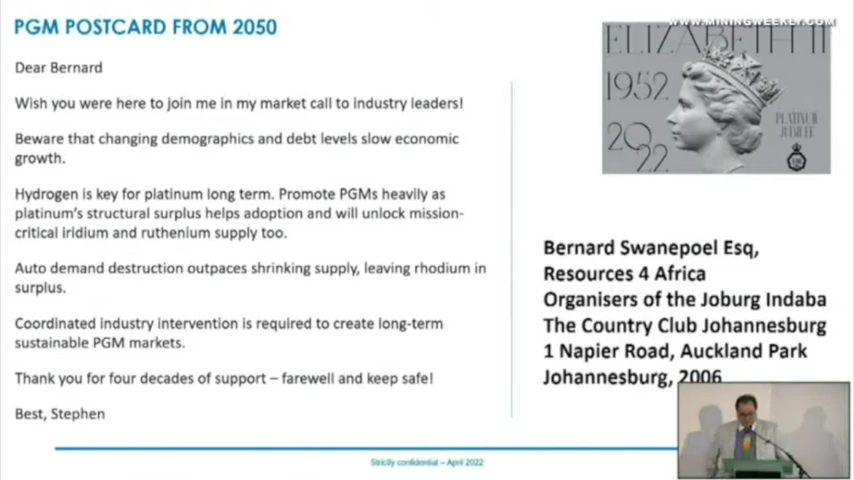 WWW.MININGWEEKLY.COM
PGM POSTCARD FROM 2050
Dear Bernard
Wish you were here to join me in my market call to industry leaders!
Beware that changing demographics and debt levels slow economic
growth.
Hydrogen is key for platinum long term. Promote PGMs heavily as
platinum's structural surplus helps adoption and will unlock mission-
critical iridium and ruthenium supply too.
Auto demand destruction outpaces shrinking supply, leaving rhodium in
surplus.
Coordinated industry intervention is required to create long-term
sustainable PGM markets.
Thank you for four decades of support – farewell and keep safe!
Best, Stephen
ELIZABETH II
1952
2022
PLATINUM
JUBILEE
Bernard Swanepoel Esq,
Resources 4 Africa
Organisers of the Joburg Indaba
The Country Club Johannesburg
1 Napier Road, Auckland Park
Johannesburg, 2006
Strictly confidential – April 2022